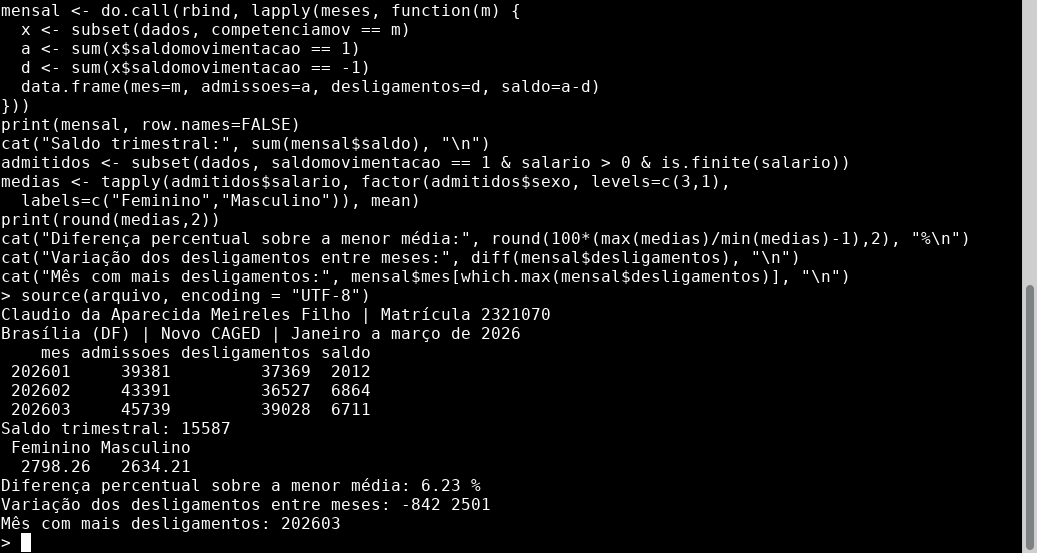 mensal <- do.call(rbind, lapply(meses, function(m) {
  x <- subset(dados, competenciamov == m)
  a <- sum(x$saldomovimentacao == 1)
  d <- sum(x$saldomovimentacao == -1)
  data.frame(mes=m, admissoes=a, desligamentos=d, saldo=a-d)
}))
print(mensal, row.names=FALSE)
cat("Saldo trimestral:", sum(mensal$saldo), "\n")
admitidos <- subset(dados, saldomovimentacao == 1 & salario > 0 & is.finite(salario))
medias <- tapply(admitidos$salario, factor(admitidos$sexo, levels=c(3,1),
  labels=c("Feminino","Masculino")), mean)
print(round(medias,2))
cat("Diferença percentual sobre a menor média:", round(100*(max(medias)/min(medias)-1),2), "%\n")
cat("Variação dos desligamentos entre meses:", diff(mensal$desligamentos), "\n")
cat("Mês com mais desligamentos:", mensal$mes[which.max(mensal$desligamentos)], "\n")
> source(arquivo, encoding = "UTF-8")
Claudio da Aparecida Meireles Filho | Matrícula 2321070
Brasília (DF) | Novo CAGED | Janeiro a março de 2026
    mes admissoes desligamentos saldo
 202601     39381         37369  2012
 202602     43391         36527  6864
 202603     45739         39028  6711
Saldo trimestral: 15587
 Feminino Masculino
  2798.26   2634.21
Diferença percentual sobre a menor média: 6.23 %
Variação dos desligamentos entre meses: -842 2501
Mês com mais desligamentos: 202603
>